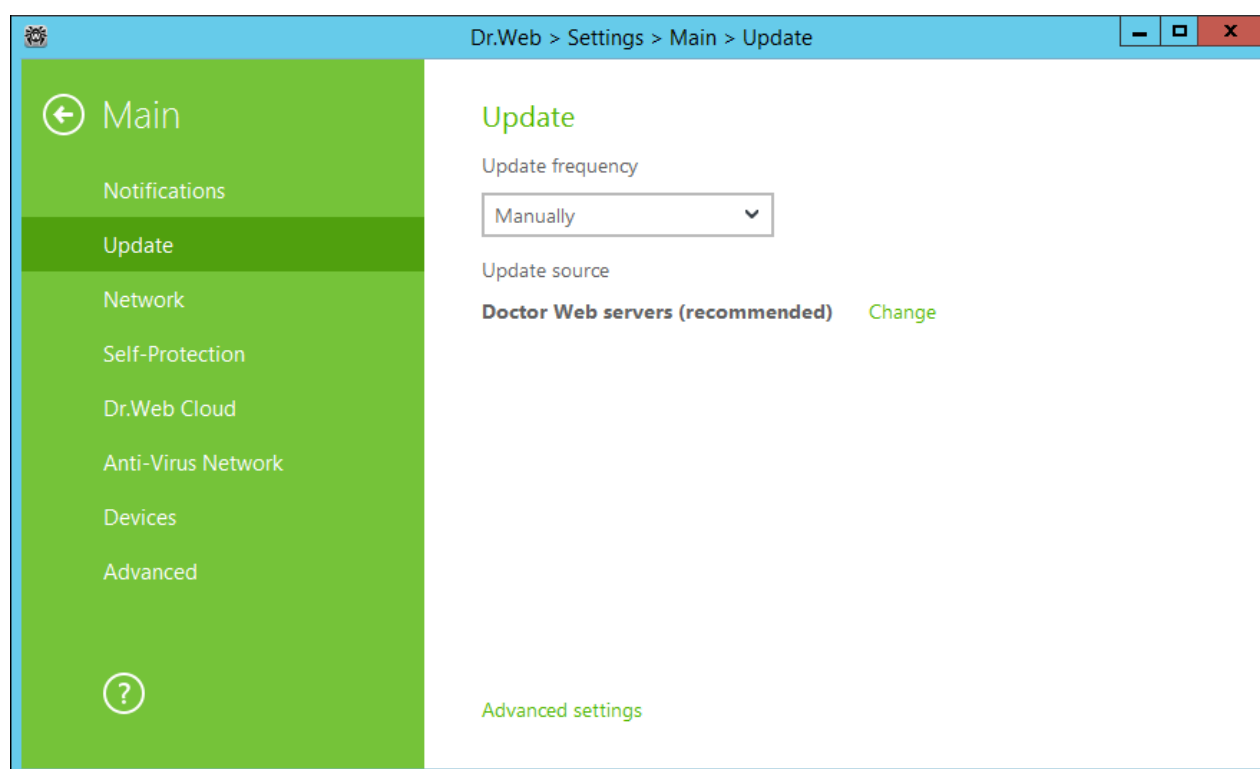 Dr.Web > Settings > Main > Update
Main
Notifications
Update
Network
Self-Protection
Dr.Web Cloud
Anti-Virus Network
Devices
Advanced
?
Update
Update frequency
Manually
Update source
Doctor Web servers (recommended) Change
Advanced settings